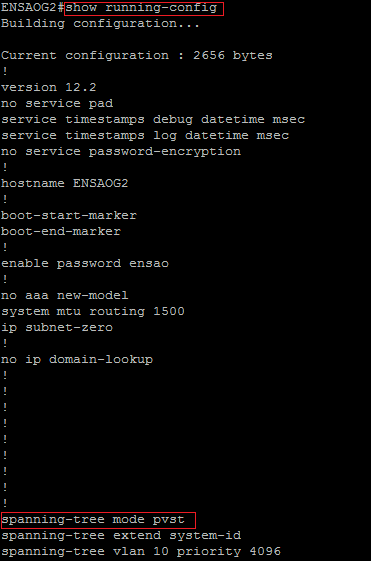 ENSAOG2#show running-config
Building configuration...
Current configuration : 2656 bytes
!
version 12.2
no service pad
service timestamps debug datetime msec
service timestamps log datetime msec
no service password-encryption
!
hostname ENSAOG2
!
boot-start-marker
boot-end-marker
!
enable password ensao
!
no aaa new-model
system mtu routing 1500
ip subnet-zero
!
no ip domain-lookup
!
!
!
!
!
!
!
!
!
spanning-tree mode pvst
spanning-tree extend system-id
spanning-tree vlan 10 priority 4096